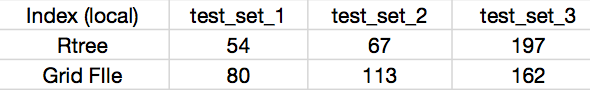 Index (local) test_set_1 test_set_2 test_set_3
Rtree 54 67 197
Grid FIle 80 113 162